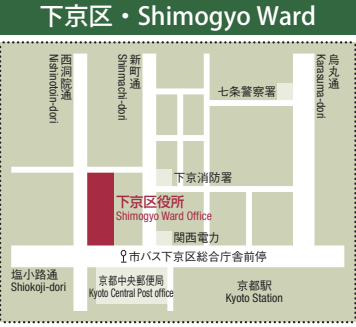 下京区・Shimogyo Ward
西洞院通
Nishinotoin-dori
新町通
Shinmachi-dori
烏丸通
Karasuma-dori
七条警察署
下京消防署
下京区役所
Shimogyo Ward Office
関西電力
市バス下京区総合庁舎前停
塩小路通
Shiokoji-dori
京都中央郵便局
Kyoto Central Post office
京都駅
Kyoto Station